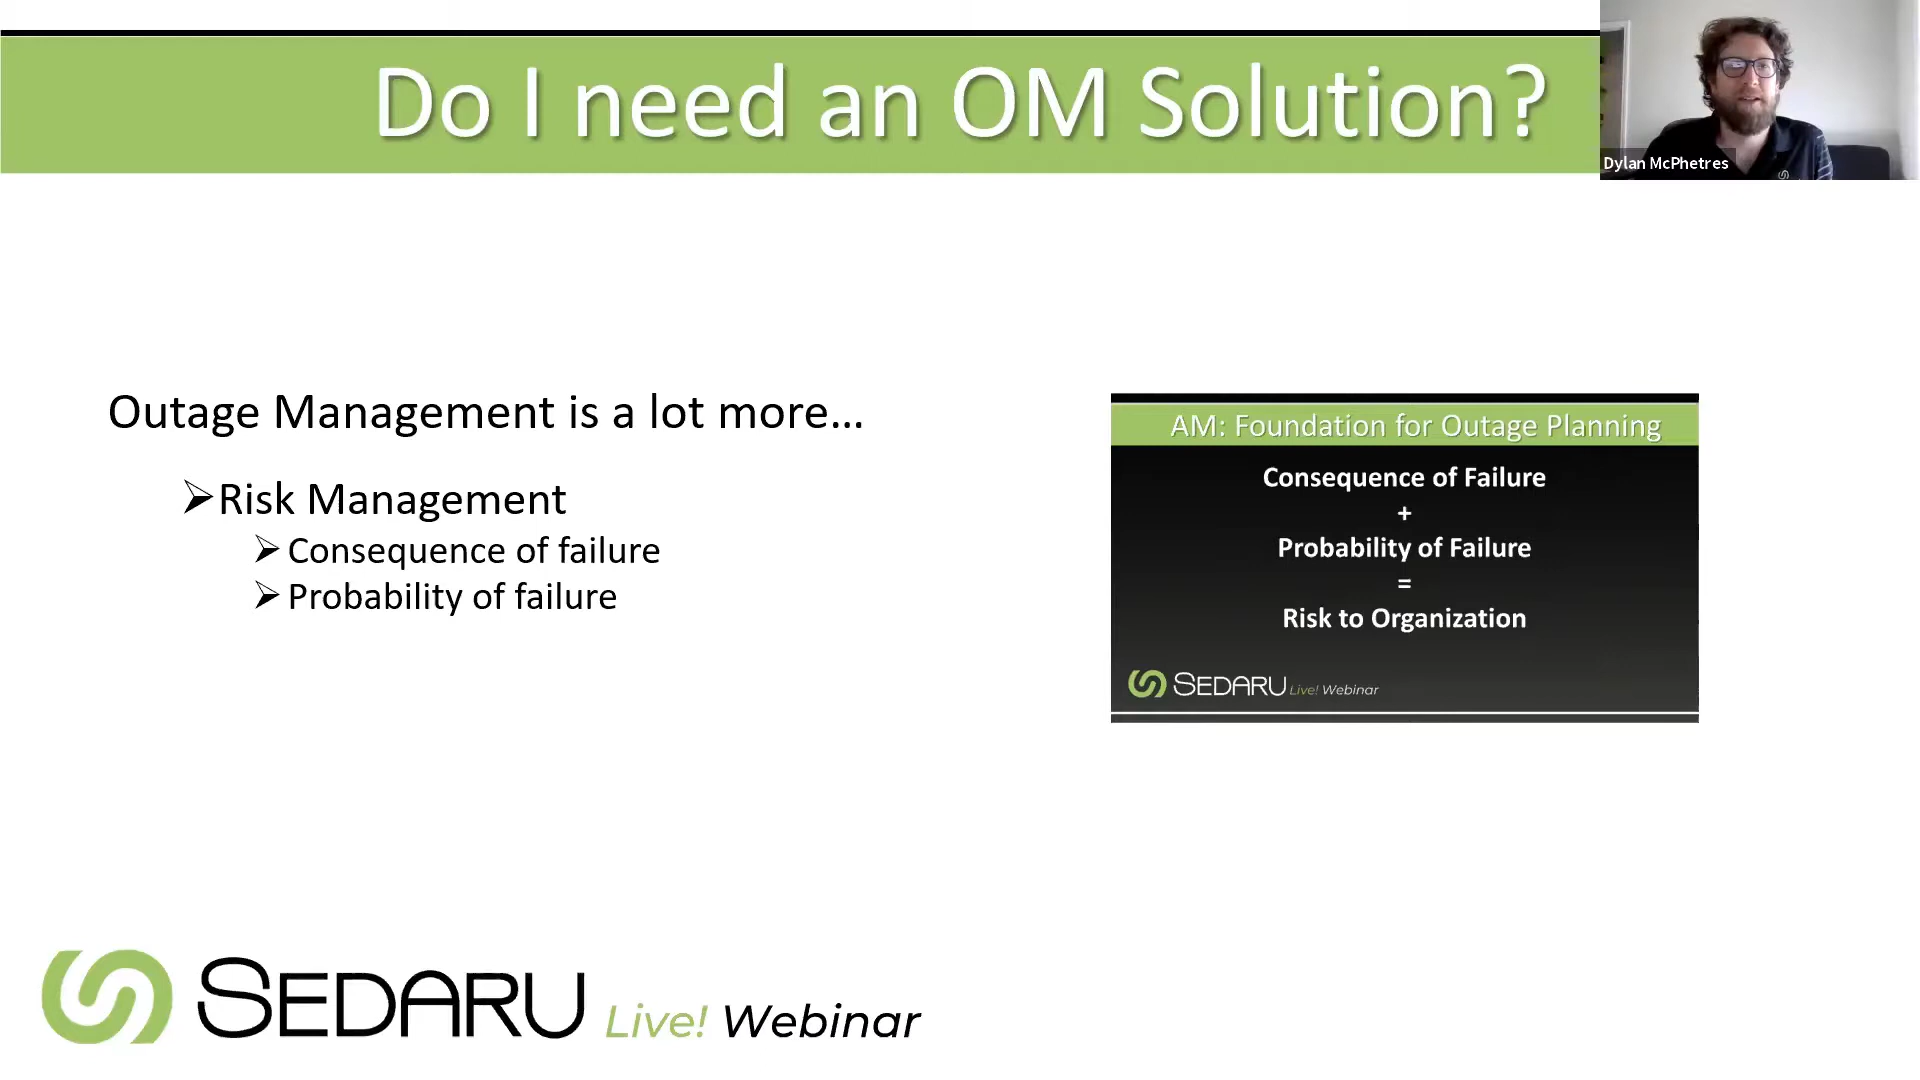 Do I need an OM Solution?
Dylan McPhetres
Outage Management is a lot more...
➢Risk Management
➢Consequence of failure
➢Probability of failure
AM: Foundation for Outage Planning
Consequence of Failure
+
Probability of Failure
=
Risk to Organization
SEDARU Live! Webinar
SEDARU Live! Webinar